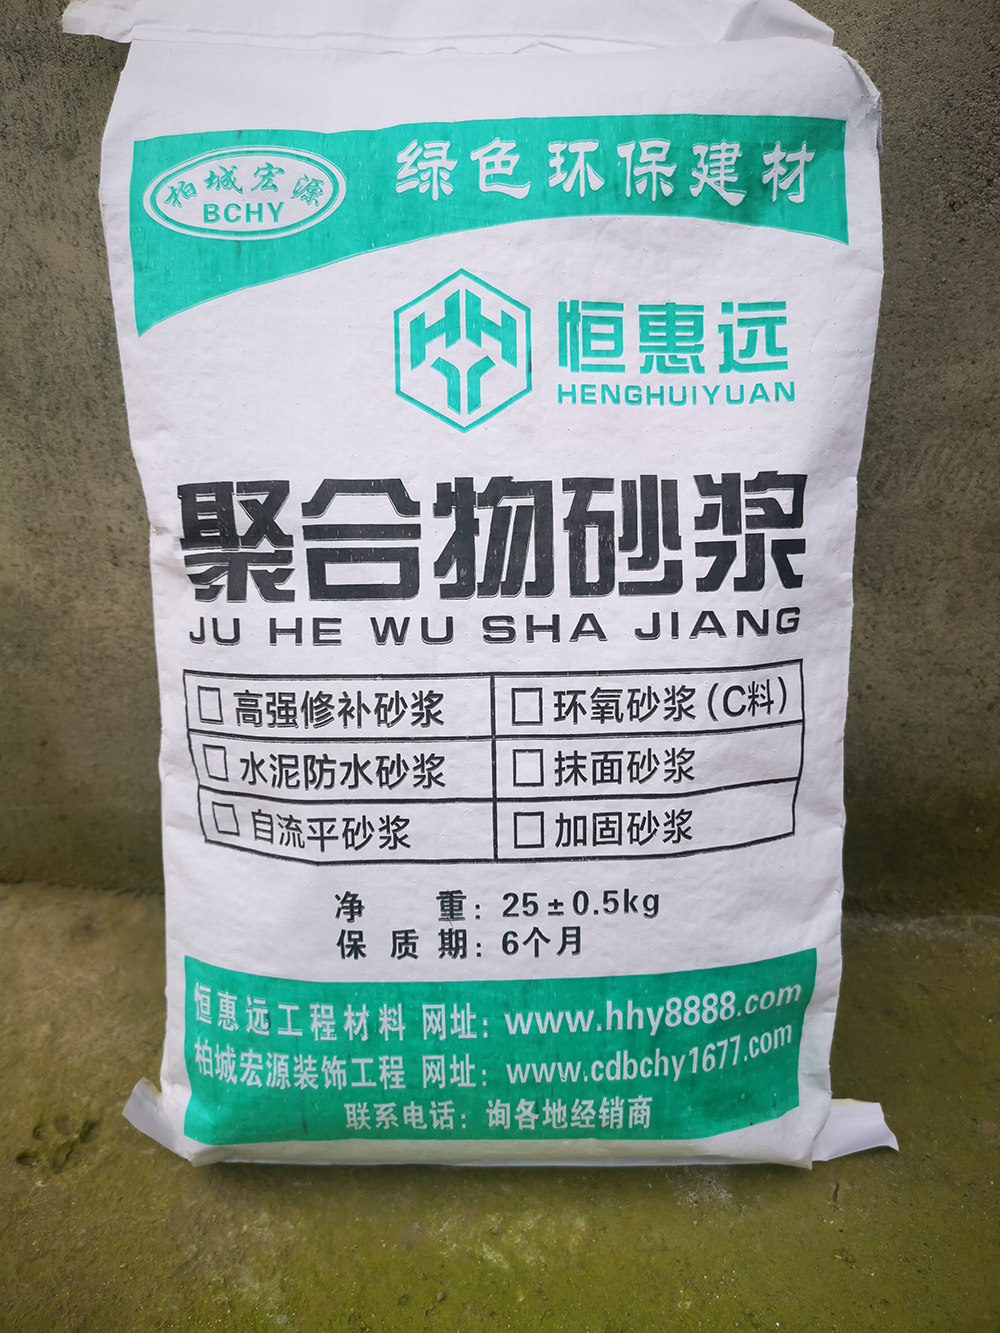 柏城宏源
BCHY
绿色环保建材
HHY
恒惠远
HENGHUIYUAN
聚合物砂浆
JU HE WU SHA JIANG
□ 高强修补砂浆 □ 环氧砂浆(C料)
□ 水泥防水砂浆 □ 抹面砂浆
□ 自流平砂浆 □ 加固砂浆
净 重: 25±0.5kg
保 质 期: 6个月
恒惠远工程材料 网址: www.hhy8888.com
柏城宏源装饰工程 网址: www.cdbchy1677.com
联系电话: 询各地经销商